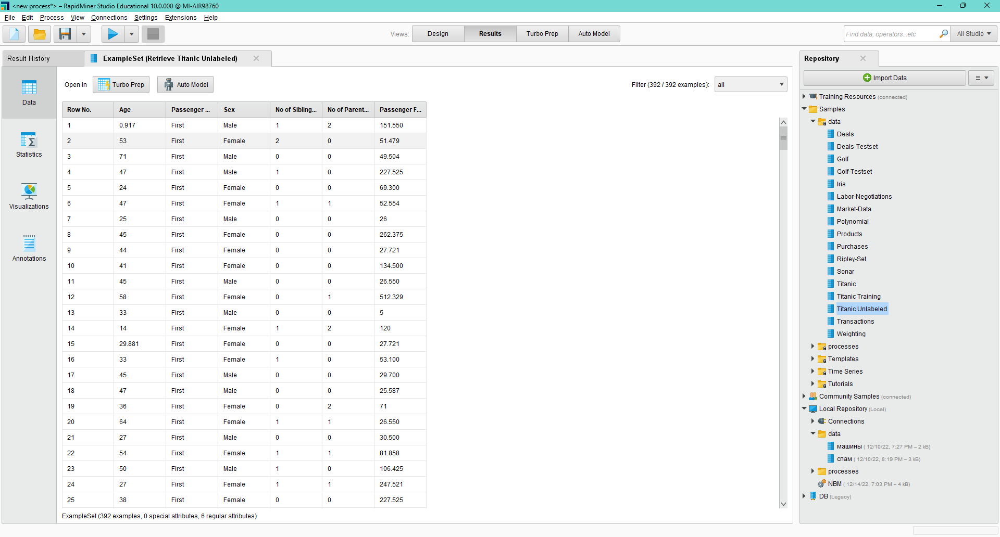 <new process*> – RapidMiner Studio Educational 10.0.000 @ MI-AIR98760
File Edit Process View Connections Settings Extensions Help
Views: Design Results Turbo Prep Auto Model
Find data, operators...etc All Studio
Result History ExampleSet (Retrieve Titanic Unlabeled)
Data
Statistics
Visualizations
Annotations
Open in Turbo Prep Auto Model Filter (392 / 392 examples): all
Row No. Age Passenger ... Sex No of Sibling... No of Parent... Passenger F...
1 0.917 First Male 1 2 151.550
2 53 First Female 2 0 51.479
3 71 First Male 0 0 49.504
4 47 First Male 1 0 227.525
5 24 First Female 0 0 69.300
6 47 First Female 1 1 52.554
7 25 First Male 0 0 26
8 45 First Female 0 0 262.375
9 44 First Female 0 0 27.721
10 41 First Female 0 0 134.500
11 45 First Male 0 0 26.550
12 58 First Female 0 1 512.329
13 33 First Male 0 0 5
14 14 First Female 1 2 120
15 29.881 First Female 0 0 27.721
16 33 First Female 1 0 53.100
17 45 First Male 0 0 29.700
18 47 First Male 0 0 25.587
19 36 First Female 0 2 71
20 64 First Female 1 1 26.550
21 27 First Male 0 0 30.500
22 54 First Female 1 1 81.858
23 50 First Male 1 0 106.425
24 27 First Female 1 1 247.521
25 38 First Female 0 0 227.525
ExampleSet (392 examples, 0 special attributes, 6 regular attributes)
Repository
Import Data
Training Resources (connected)
Samples
data
Deals
Deals-Testset
Golf
Golf-Testset
Iris
Labor-Negotiations
Market-Data
Polynomial
Products
Purchases
Ripley-Set
Sonar
Titanic
Titanic Training
Titanic Unlabeled
Transactions
Weighting
processes
Templates
Time Series
Tutorials
Community Samples (connected)
Local Repository (Local)
Connections
data
машины ( 12/10/22, 7:27 PM – 2 kB)
спам ( 12/10/22, 8:19 PM – 3 kB)
processes
NBM ( 12/14/22, 7:03 PM – 4 kB)
DB (Legacy)